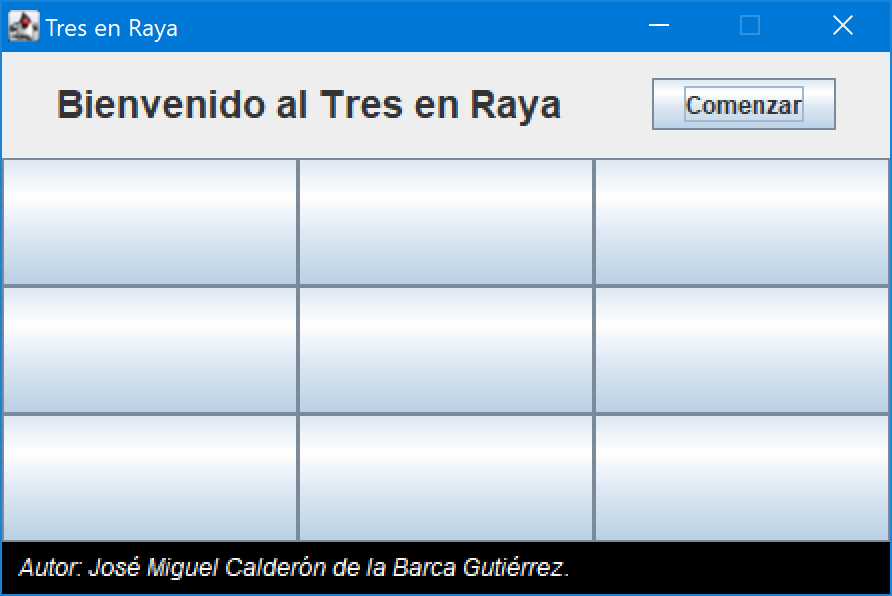 Tres en Raya
Bienvenido al Tres en Raya
Comenzar
Autor: José Miguel Calderón de la Barca Gutiérrez.